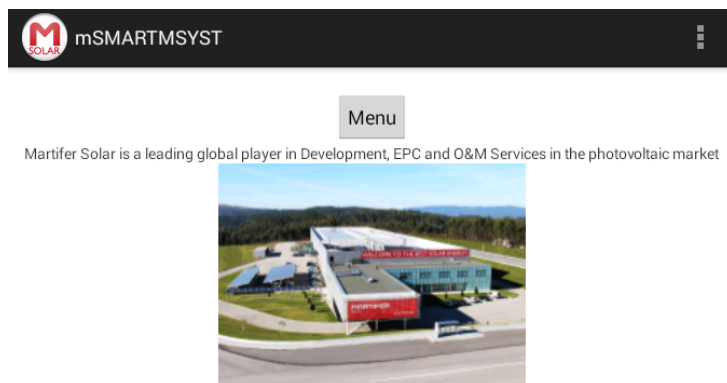 M
SOLAR
mSMARTMSYST
Menu
Martifer Solar is a leading global player in Development, EPC and O&M Services in the photovoltaic market
WELCOME TO THE BEST SOLAR ENERGY
MARTIFER